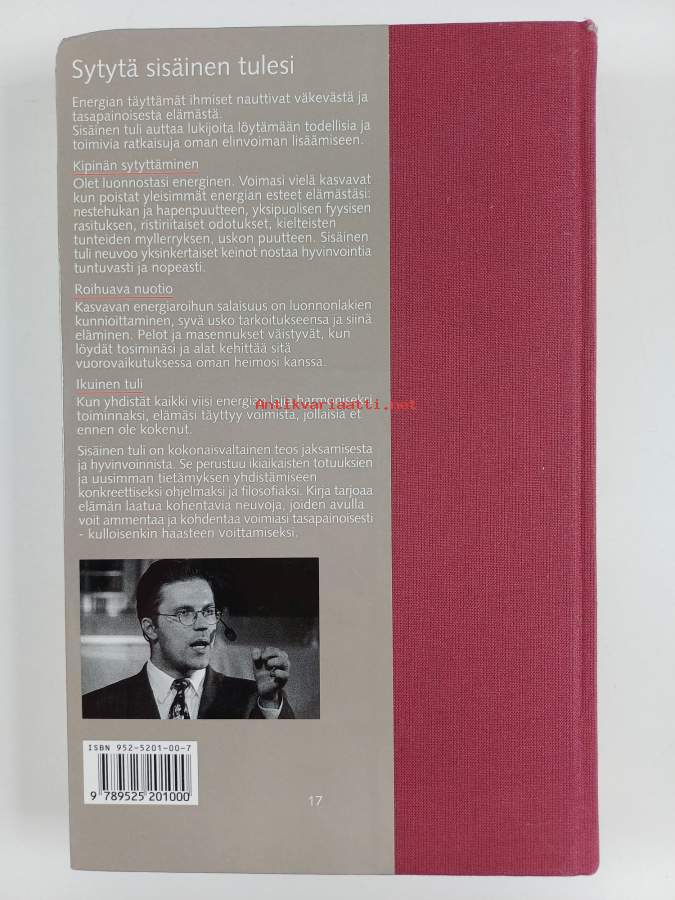 Sytytä sisäinen tulesi
Energian täyttämät ihmiset nauttivat väkevästä ja
tasapainoisesta elämästä.
Sisäinen tuli auttaa lukijoita löytämään todellisia ja
toimivia ratkaisuja oman elinvoiman lisäämiseen.
Kipinän sytyttäminen
Olet luonnostasi energinen. Voimasi vielä kasvavat
kun poistat yleisimmät energian esteet elämästäsi:
nestehukan ja hapenpuutteen, yksipuolisen fyysisen
rasituksen, ristiriitaiset odotukset, kielteisten
tunteiden myllerryksen, uskon puutteen. Sisäinen
tuli neuvoo yksinkertaiset keinot nostaa hyvinvointia
tuntuvasti ja nopeasti.
Roihuava nuotio
Kasvavan energiaroihun salaisuus on luonnonlakien
kunnioittaminen, syvä usko tarkoitukseensa ja siinä
eläminen. Pelot ja masennukset väistyvät, kun
löydät tosiminäsi ja alat kehittää sitä
vuorovaikutuksessa oman heimosi kanssa.
Ikuinen tuli
Kun yhdistät kaikki viisi energian lajia harmoniseksi
Antikvariaatti.net
toiminnaksi, elämäsi täyttyy voimista, jollaisia et
ennen ole kokenut.
Sisäinen tuli on kokonaisvaltainen teos jaksamisesta
ja hyvinvoinnista. Se perustuu ikiaikaisten totuuksien
ja uusimman tietämyksen yhdistämiseen
konkreettiseksi ohjelmaksi ja filosofiaksi. Kirja tarjoaa
elämän laatua kohentavia neuvoja, joiden avulla
voit ammentaa ja kohdentaa voimiasi tasapainoisesti
- kulloisenkin haasteen voittamiseksi.
ISBN 952-5201-00-7
9 789525 201000
17